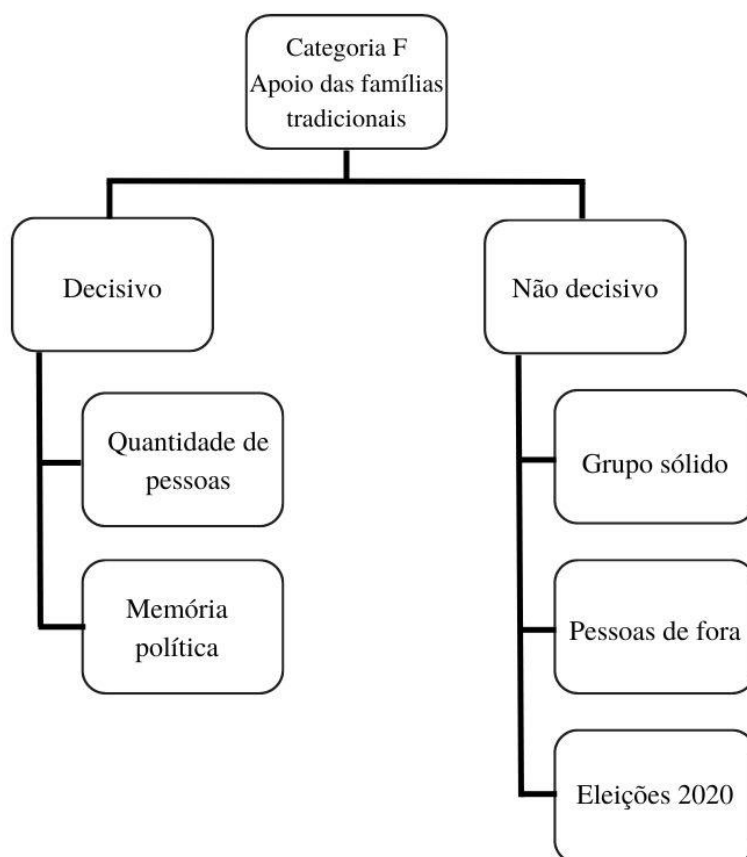 Categoria F
Apoio das famílias
tradicionais
Decisivo
Não decisivo
Quantidade de
pessoas
Grupo sólido
Memória
política
Pessoas de fora
Eleições 2020